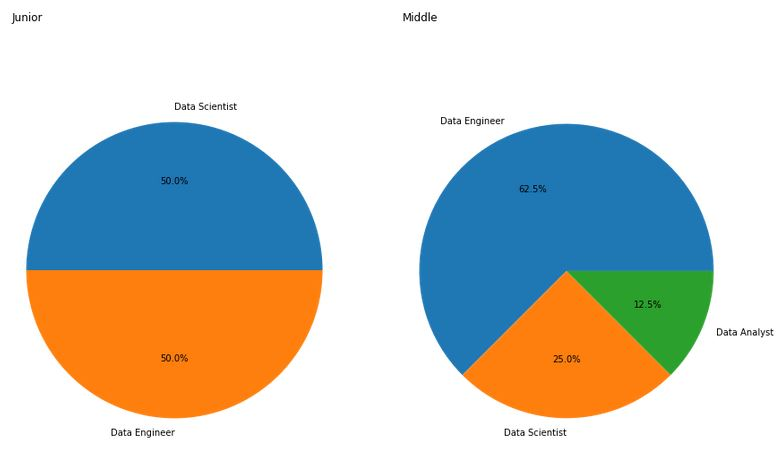 Junior
Data Scientist
50.0%
50.0%
Data Engineer
Middle
Data Engineer
62.5%
12.5%
Data Analyst
25.0%
Data Scientist